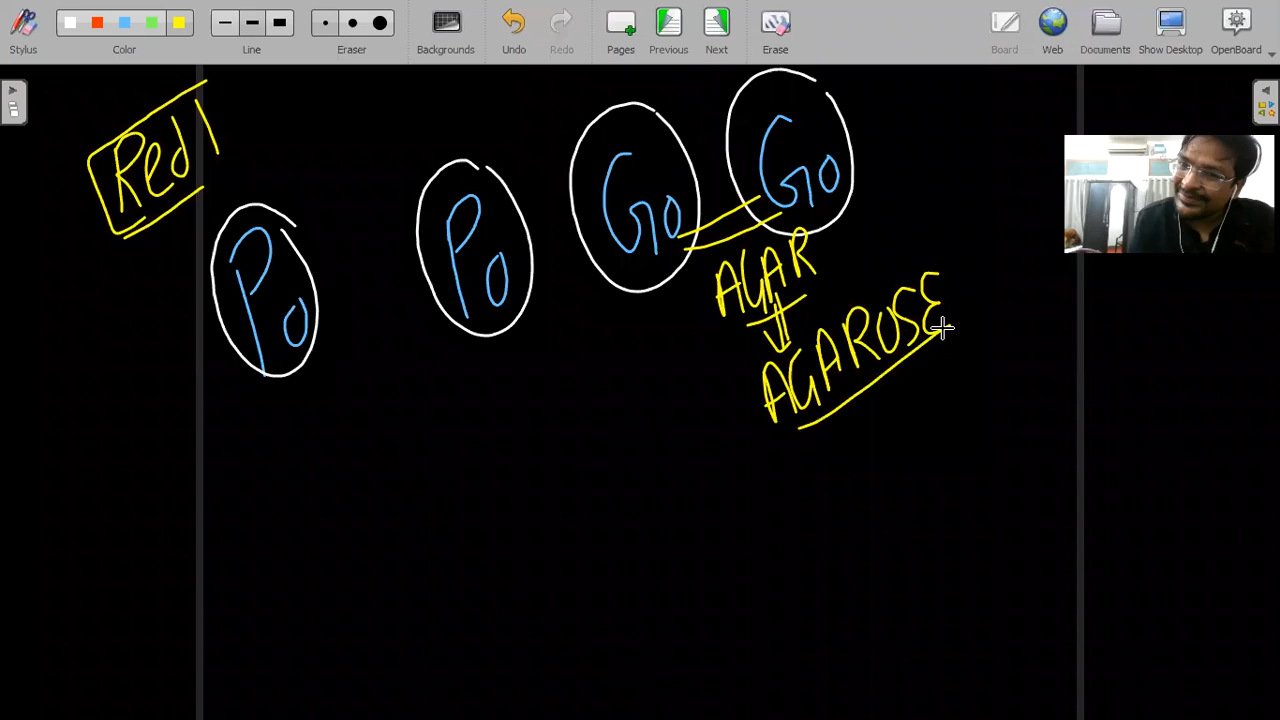 Stylus
Color
Line
Eraser
Backgrounds
Undo
Redo
Pages
Previous
Next
Erase
Board
Web
Documents
Show Desktop
OpenBoard
Red1
Po
Po
Go
Go
AGAR
AGAROSE